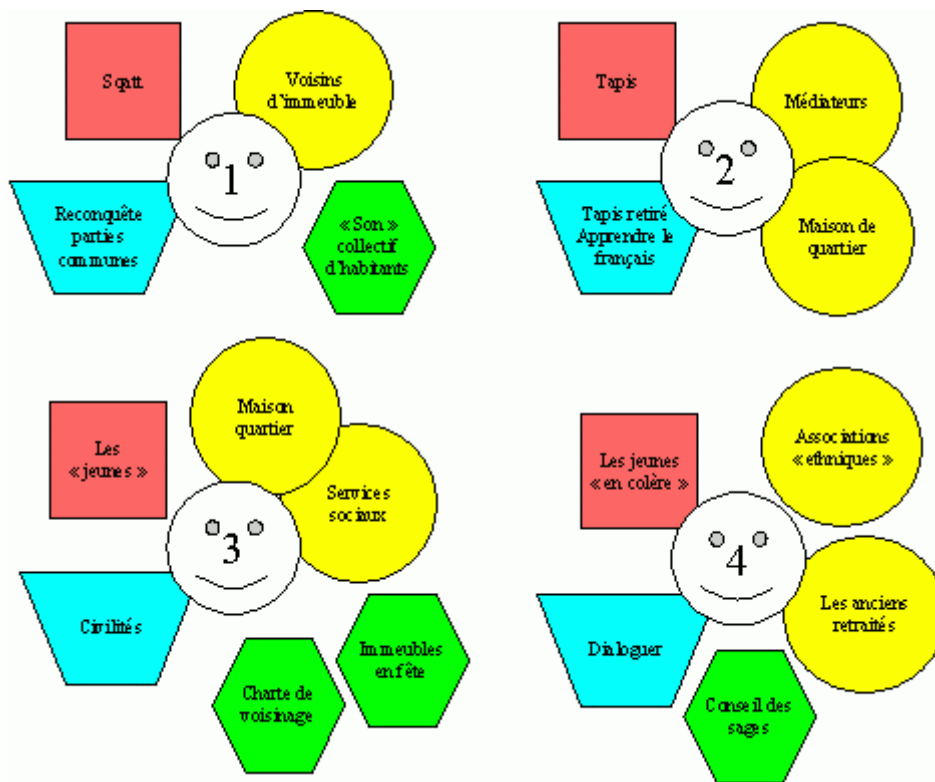 Sqatt
Voisins
d'immeuble
1
Reconquête
parties
communes
« Son »
collectif
d'habitants
Tapis
Médiateurs
2
Tapis retiré
Apprendre le
français
Maison de
quartier
Maison
quartier
Les
« jeunes »
Services
sociaux
3
Civilités
Immeubles
en fête
Charte de
voisinage
Associations
« ethniques »
Les jeunes
« en colère »
4
Les anciens
retraités
Dialoguer
Conseil des
sages